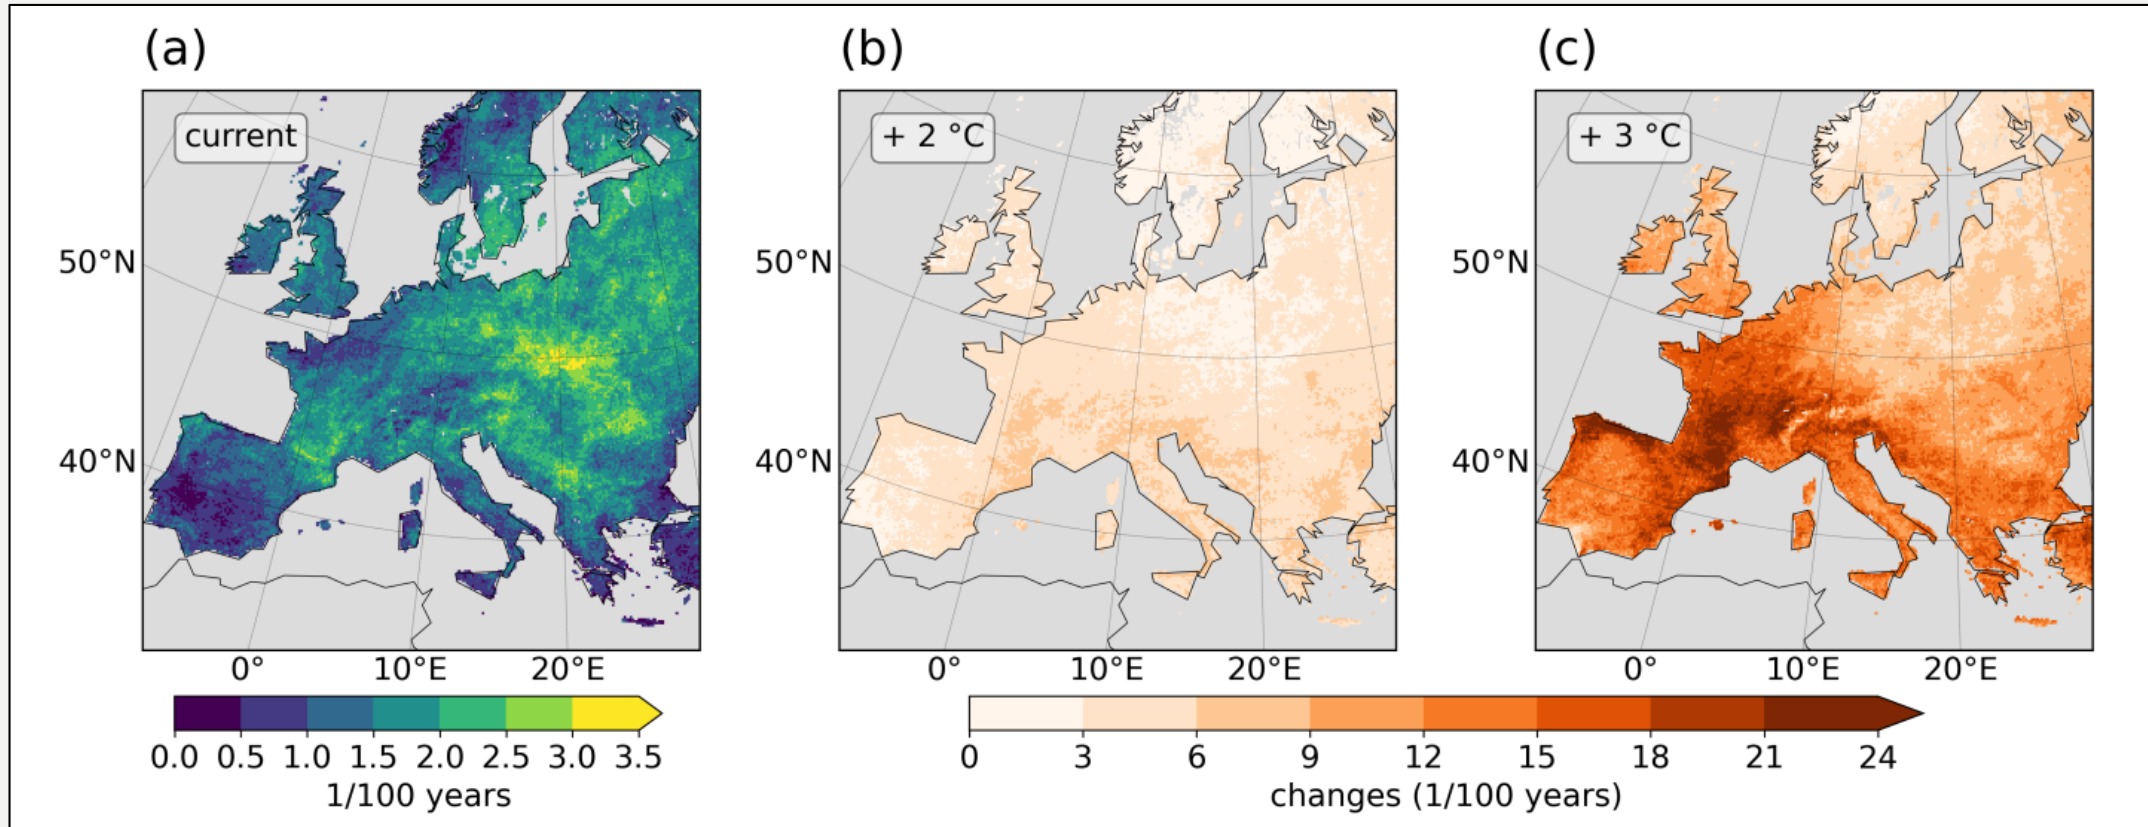 (a) (b) (c)
current + 2 °C + 3 °C
50°N 50°N 50°N
40°N 40°N 40°N
0° 10°E 20°E 0° 10°E 20°E 0° 10°E 20°E
0.0 0.5 1.0 1.5 2.0 2.5 3.0 3.5 0 3 6 9 12 15 18 21 24
1/100 years changes (1/100 years)